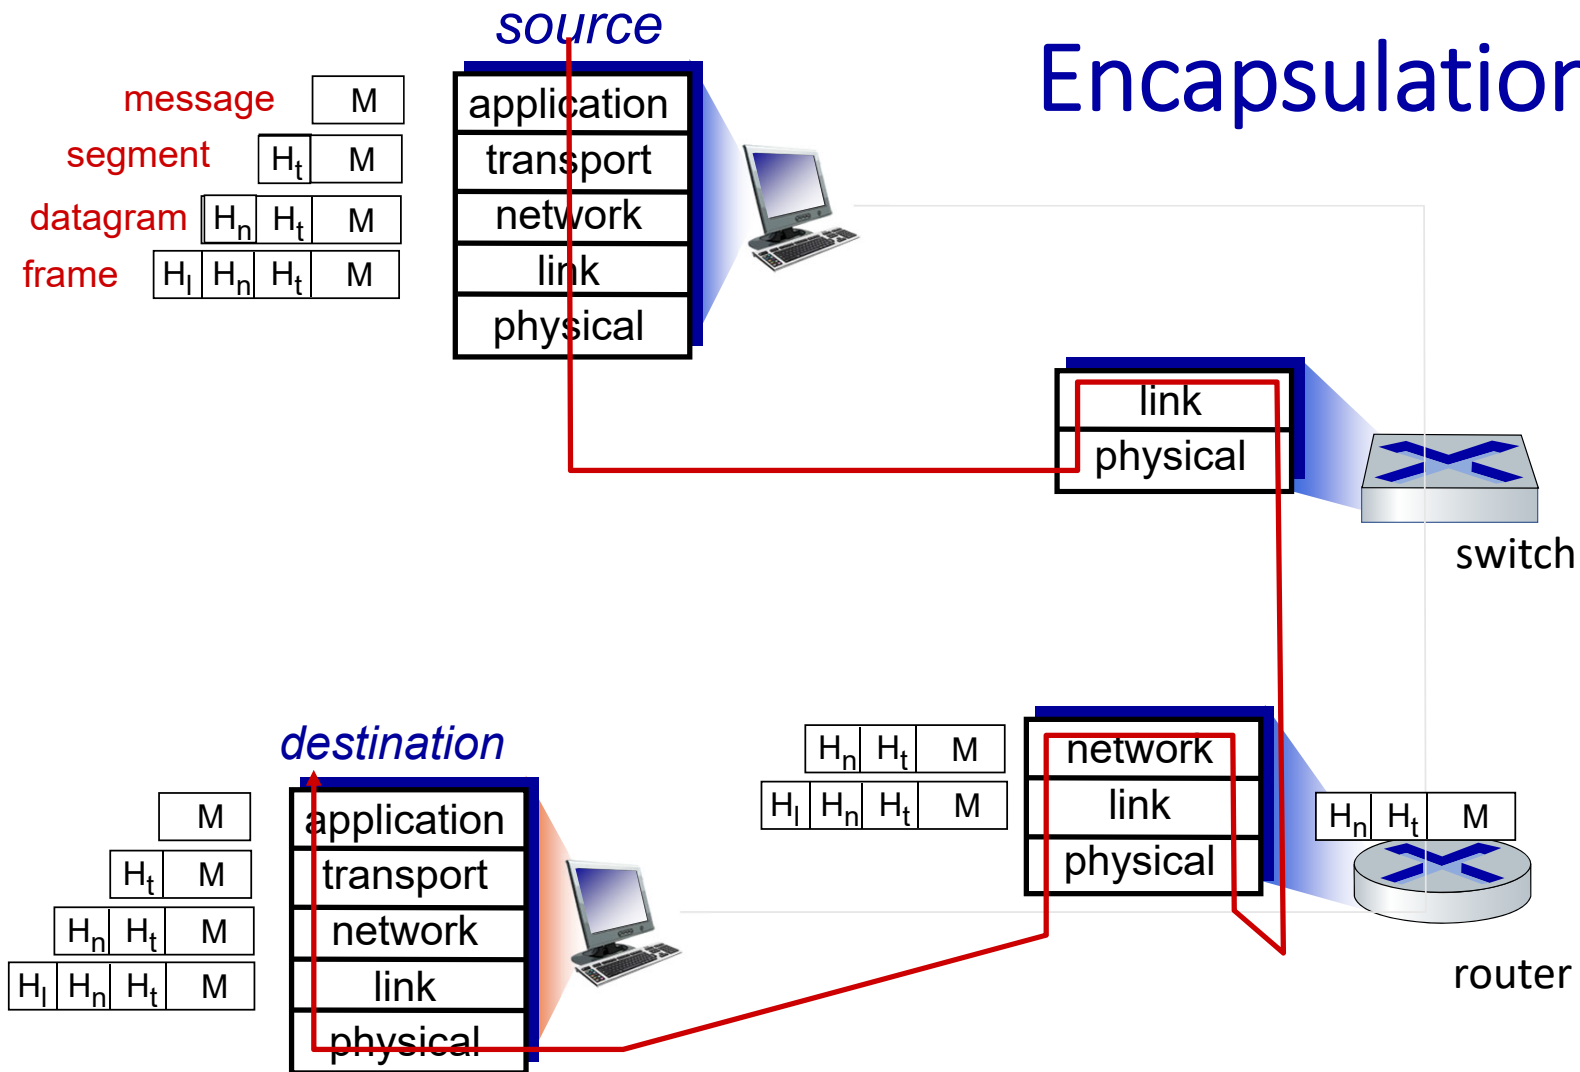 source
Encapsulation
message M application
segment Ht M transport
datagram Hn Ht M network
frame Hl Hn Ht M link
physical
link
physical
switch
destination
Hn Ht M network
Hl Hn Ht M link
Hn Ht M
physical
router
M application
Ht M transport
Hn Ht M network
Hl Hn Ht M link
physical